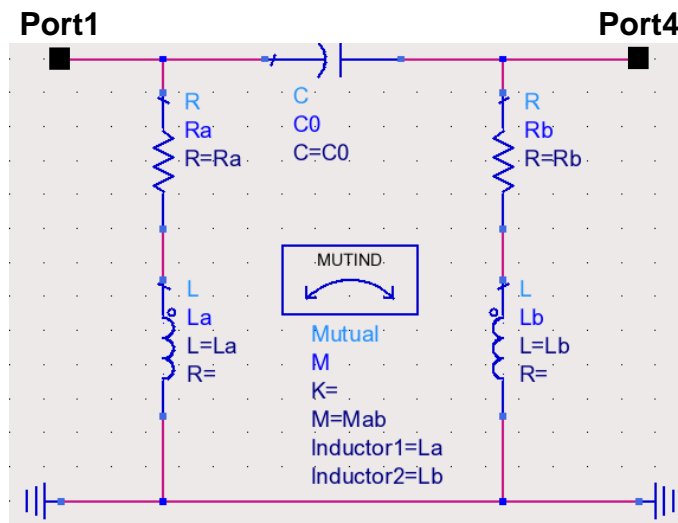 Port1
Port4
R
Ra
R=Ra
C
C0
C=C0
R
Rb
R=Rb
MUTIND
L
La
L=La
R=
Mutual
M
K=
M=Mab
Inductor1=La
Inductor2=Lb
L
Lb
L=Lb
R=